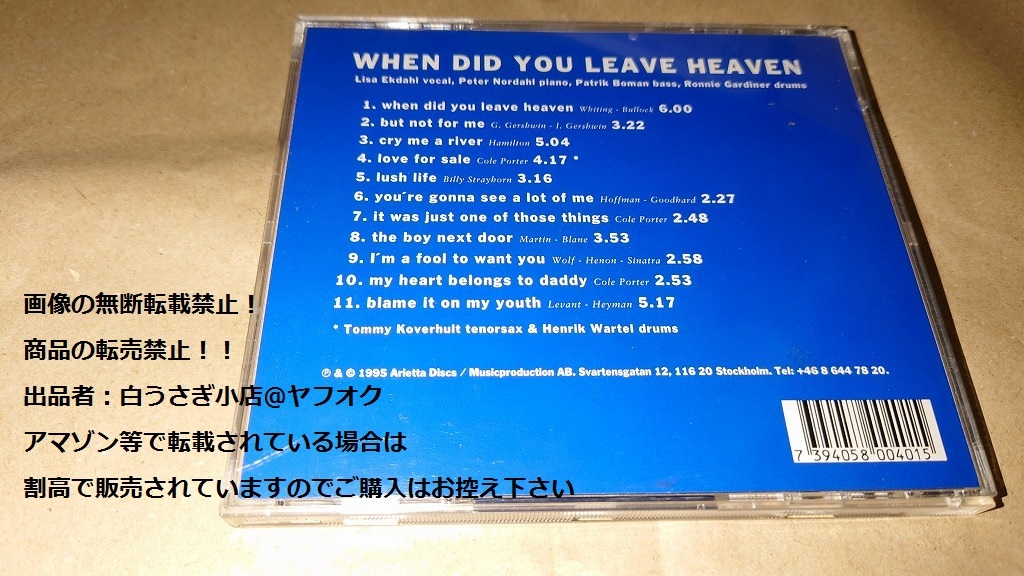 WHEN DID YOU LEAVE HEAVEN
Lisa Ekdahl vocal, Peter Nordahl piano, Patrik Boman bass, Ronnie Gardiner drums
1. when did you leave heaven Whiting - Bullock 6.00
2. but not for me G. Gershwin - I. Gershwin 3.22
3. cry me a river Hamilton 5.04
4. love for sale Cole Porter 4.17 *
5. lush life Billy Strayhorn 3.16
6. you´re gonna see a lot of me Hoffman - Goodhard 2.27
7. it was just one of those things Cole Porter 2.48
8. the boy next door Martin - Blane 3.53
9. I´m a fool to want you Wolf - Henon - Sinatra 2.58
10. my heart belongs to daddy Cole Porter 2.53
11. blame it on my youth Levant - Heyman 5.17
* Tommy Koverhult tenorsax & Henrik Wartel drums
℗ & © 1995 Arietta Discs / Musicproduction AB. Svartensgatan 12, 116 20 Stockholm. Tel: +46 8 644 78 20.
7 394058 004015
画像の無断転載禁止！
商品の転売禁止！！
出品者：白うさぎ小店@ヤフオク
アマゾン等で転載されている場合は
割高で販売されていますのでご購入はお控え下さい